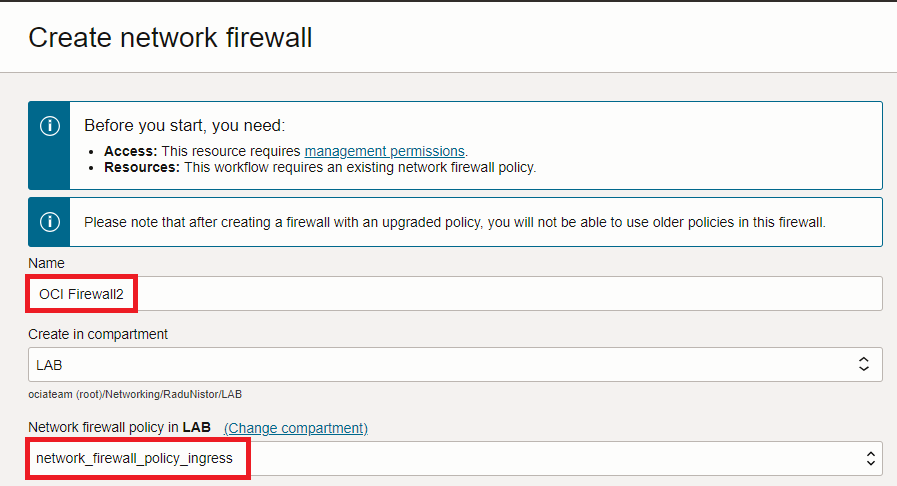 Create network firewall
Before you start, you need:
• Access: This resource requires management permissions.
• Resources: This workflow requires an existing network firewall policy.
Please note that after creating a firewall with an upgraded policy, you will not be able to use older policies in this firewall.
Name
OCI Firewall2
Create in compartment
LAB
ociateam (root)/Networking/RaduNistor/LAB
Network firewall policy in LAB (Change compartment)
network_firewall_policy_ingress